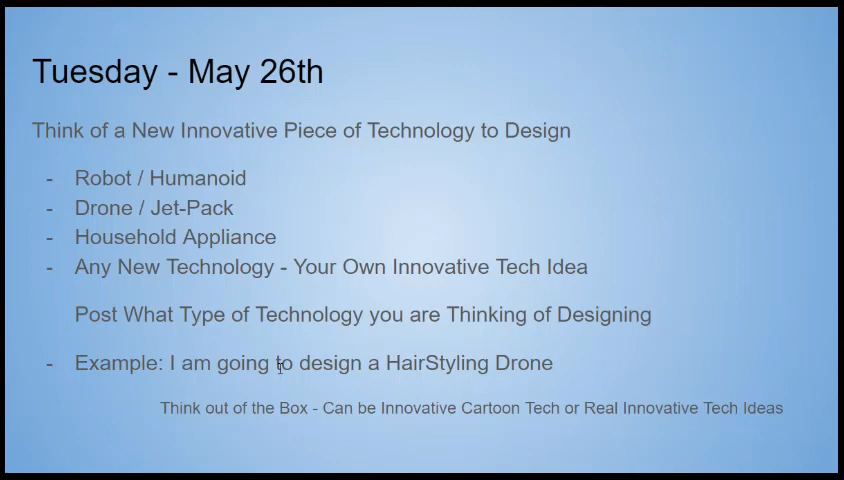 Tuesday - May 26th
Think of a New Innovative Piece of Technology to Design
- Robot / Humanoid
- Drone / Jet-Pack
- Household Appliance
- Any New Technology - Your Own Innovative Tech Idea
Post What Type of Technology you are Thinking of Designing
- Example: I am going to design a HairStyling Drone
Think out of the Box - Can be Innovative Cartoon Tech or Real Innovative Tech Ideas